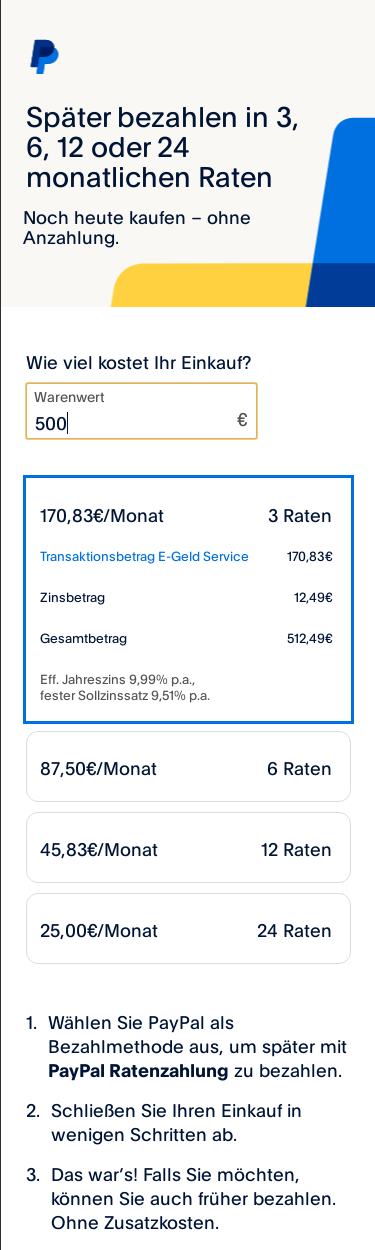 Später bezahlen in 3,
6, 12 oder 24
monatlichen Raten
Noch heute kaufen – ohne
Anzahlung.
Wie viel kostet Ihr Einkauf?
Warenwert
500 €
170,83€/Monat 3 Raten
Transaktionsbetrag E-Geld Service 170,83€
Zinsbetrag 12,49€
Gesamtbetrag 512,49€
Eff. Jahreszins 9,99% p.a.,
fester Sollzinssatz 9,51% p.a.
87,50€/Monat 6 Raten
45,83€/Monat 12 Raten
25,00€/Monat 24 Raten
1. Wählen Sie PayPal als
Bezahlmethode aus, um später mit
PayPal Ratenzahlung zu bezahlen.
2. Schließen Sie Ihren Einkauf in
wenigen Schritten ab.
3. Das war’s! Falls Sie möchten,
können Sie auch früher bezahlen.
Ohne Zusatzkosten.